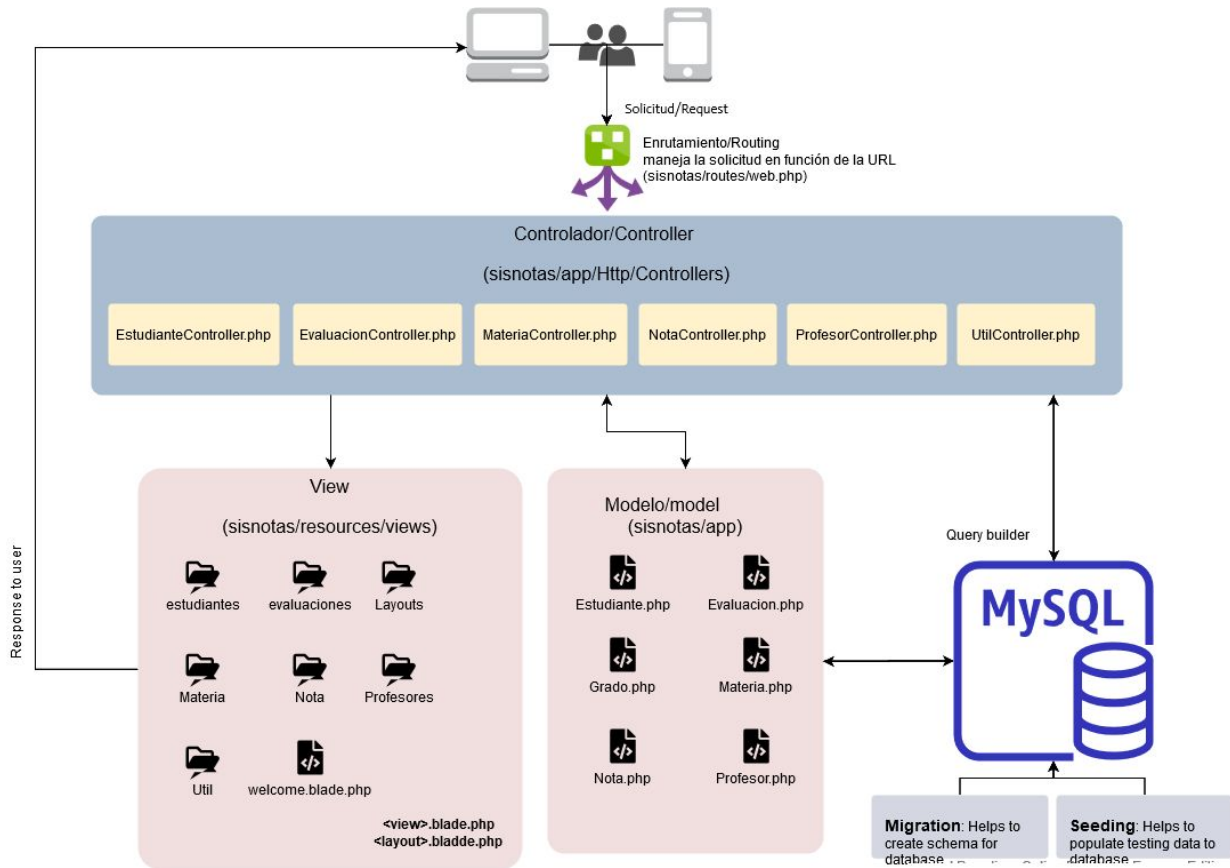 Solicitud/Request
Enrutamiento/Routing
maneja la solicitud en función de la URL
(sisnotas/routes/web.php)
Controlador/Controller
(sisnotas/app/Http/Controllers)
EstudianteController.php
EvaluacionController.php
MateriaController.php
NotaController.php
ProfesorController.php
UtilController.php
Response to user
View
(sisnotas/resources/views)
estudiantes
evaluaciones
Layouts
Materia
Nota
Profesores
Util
welcome.blade.php
<view>.blade.php
<layout>.bladde.php
Modelo/model
(sisnotas/app)
Estudiante.php
Evaluacion.php
Grado.php
Materia.php
Nota.php
Profesor.php
Query builder
MySQL
Migration: Helps to
create schema for
database
Seeding: Helps to
populate testing data to
database